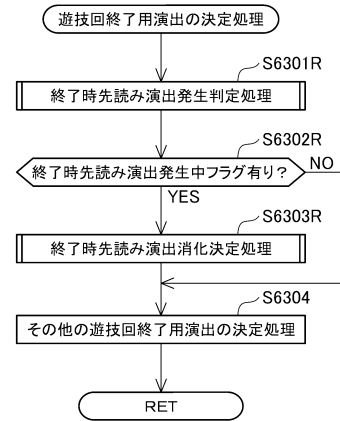 遊技回終了用演出の決定処理
S6301R
終了時先読み演出発生判定処理
S6302R
終了時先読み演出発生中フラグ有り？
NO
YES
S6303R
終了時先読み演出消化決定処理
S6304
その他の遊技回終了用演出の決定処理
RET